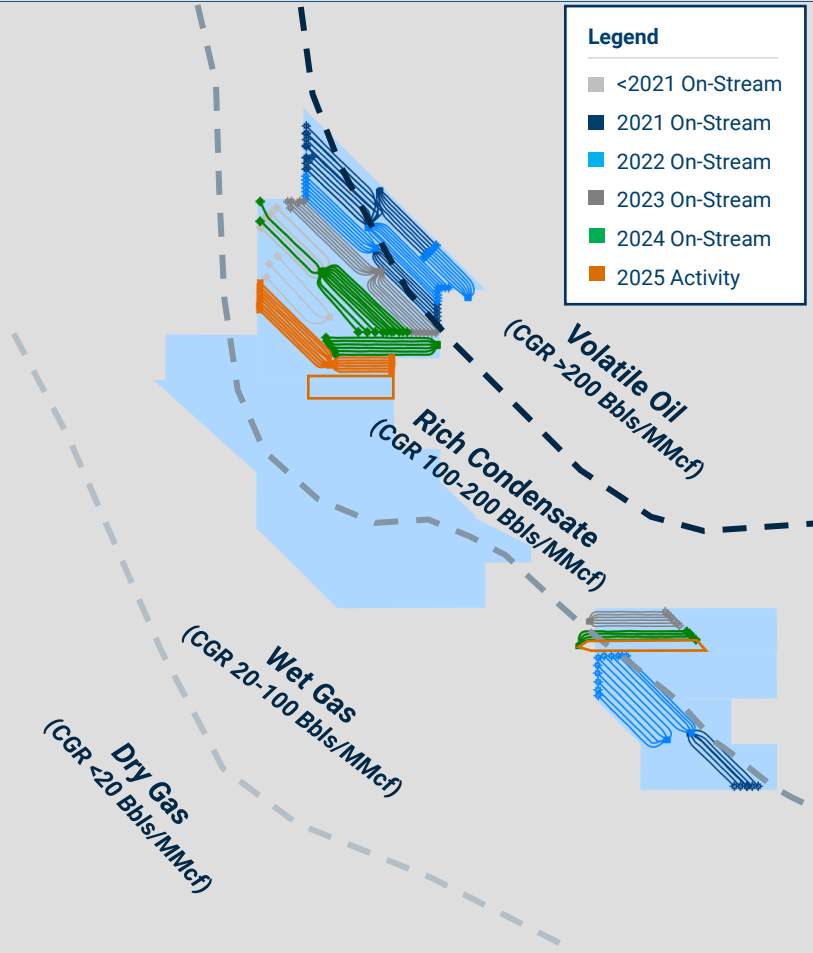 Legend
<2021 On-Stream
2021 On-Stream
2022 On-Stream
2023 On-Stream
2024 On-Stream
2025 Activity
Volatile Oil
(CGR >200 Bbls/MMcf)
Rich Condensate
(CGR 100-200 Bbls/MMcf)
Wet Gas
(CGR 20-100 Bbls/MMcf)
Dry Gas
(CGR <20 Bbls/MMcf)